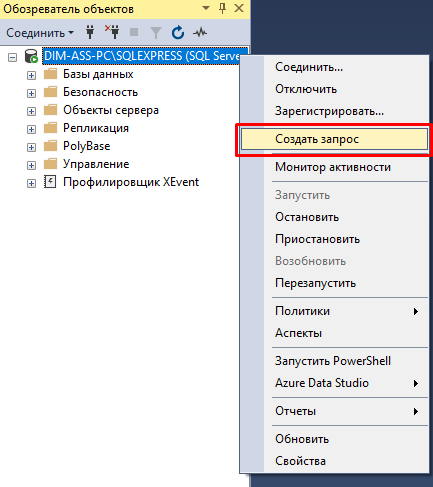 Обозреватель объектов
Соединить
DIM-ASS-PC\SQLEXPRESS (SQL Serve
Базы данных
Безопасность
Объекты сервера
Репликация
PolyBase
Управление
Профилировщик XEvent
Соединить...
Отключить
Зарегистрировать...
Создать запрос
Монитор активности
Запустить
Остановить
Приостановить
Возобновить
Перезапустить
Политики
Аспекты
Запустить PowerShell
Azure Data Studio
Отчеты
Обновить
Свойства